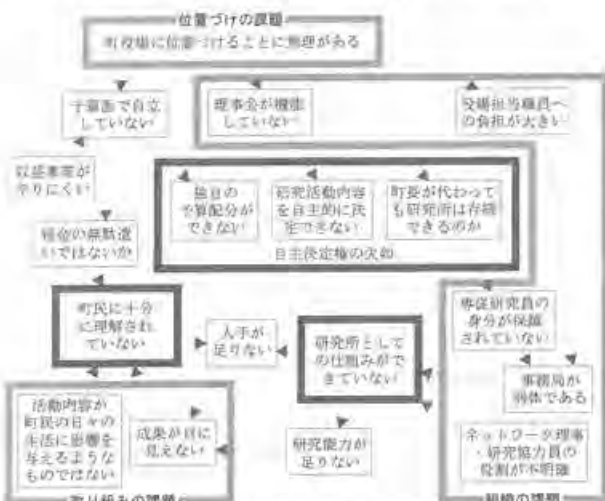 位置づけの課題
町役場に位置づけることに無理がある
予算面で自立
していない
理事会が機能
していない
役場担当職員へ
の負担が大きい
収益事業が
やりにくい
独自の
予算配分が
できない
研究活動内容
を自主的に決
定できない
町長が代わって
も研究所は存続
できるのか
税金の無駄遣
いではないか
自主決定権の欠如
町民に十分
に理解され
ていない
人手が
足りない
研究所として
の仕組みがで
きていない
専従研究員の
身分が保障
されていない
事務局が
弱体である
活動内容が
町民の日々の
生活に影響を
与えるような
ものではない
成果が目に
見えない
研究能力が
足りない
ネットワーク理事
・研究協力員の
役割が不明確
取り組みの課題
組織の課題